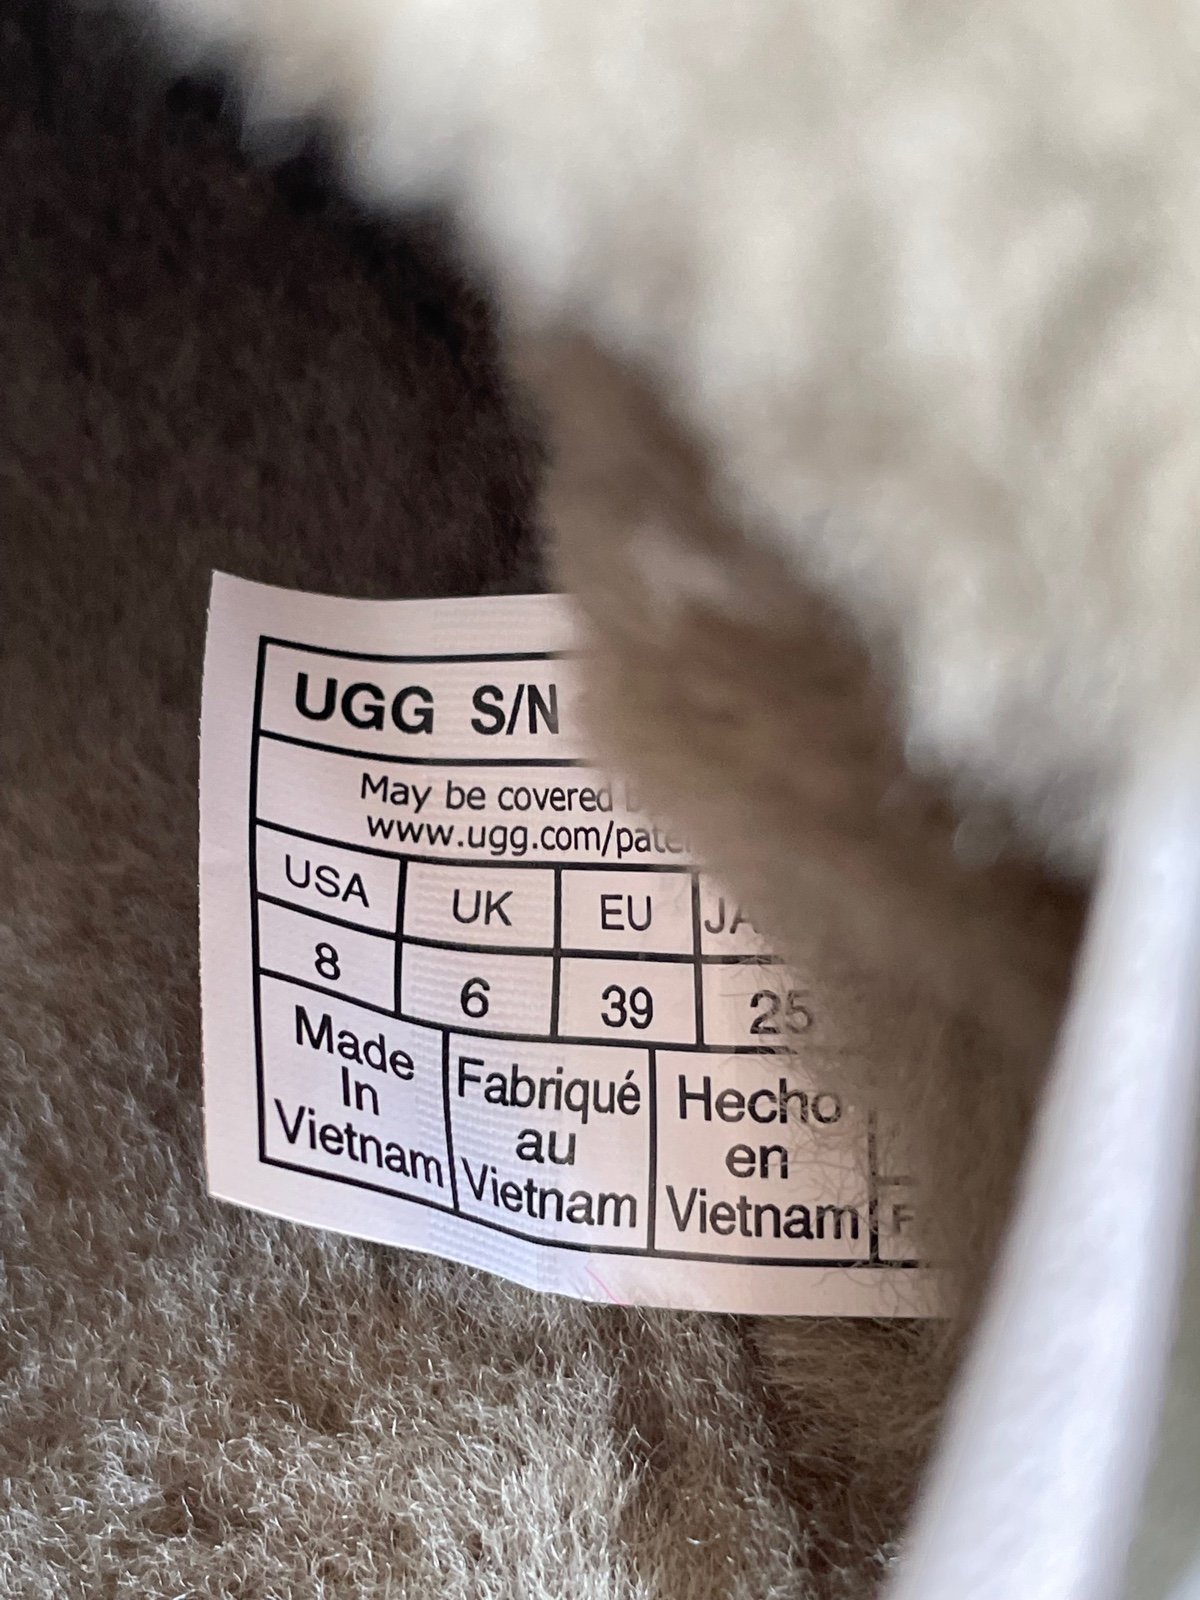 UGG S/N
May be covered
www.ugg.com/pate
USA UK EU JA
8 6 39 25
Made
In
Vietnam
Fabriqué
au
Vietnam
Hecho
en
Vietnam
F